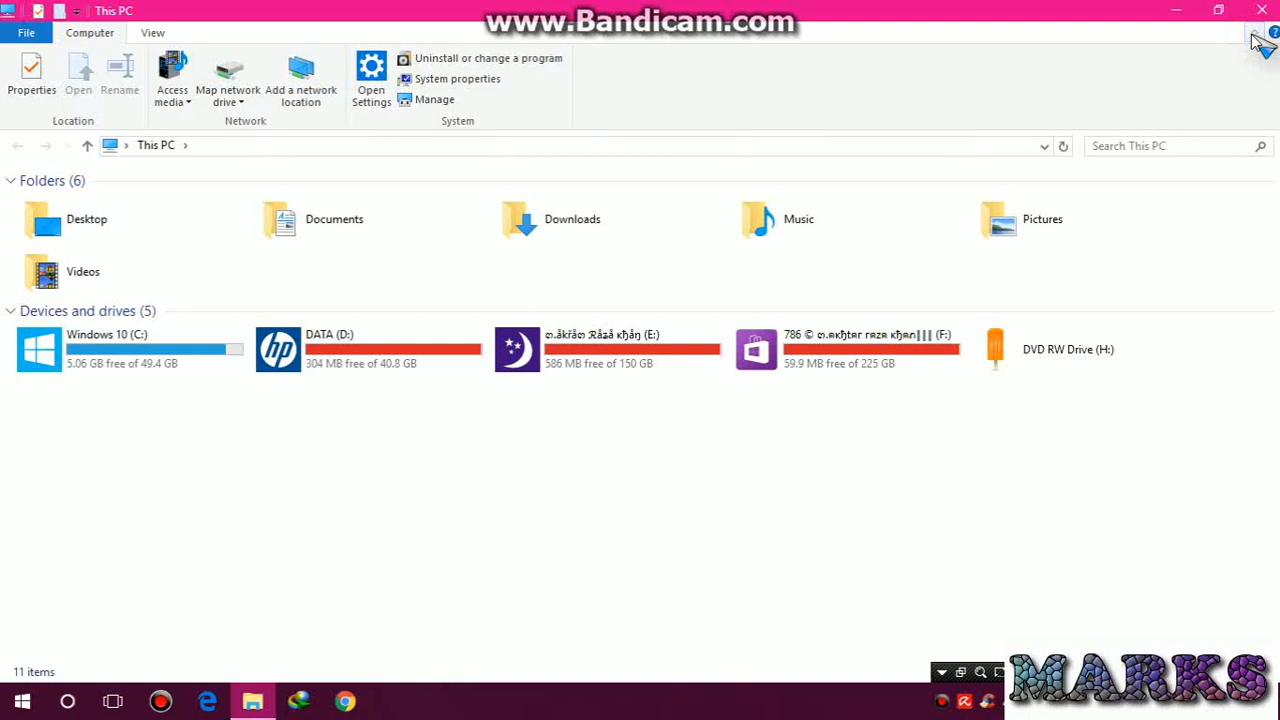 This PC
www.Bandicam.com
File
Computer
View
Properties
Open
Rename
Access media
Map network drive
Add a network location
Open Settings
Uninstall or change a program
System properties
Manage
Location
Network
System
This PC
Search This PC
Folders (6)
Desktop
Documents
Downloads
Music
Pictures
Videos
Devices and drives (5)
Windows 10 (C:)
5.06 GB free of 49.4 GB
DATA (D:)
304 MB free of 40.8 GB
(E:)
586 MB free of 150 GB
786 © (F:)
59.9 MB free of 225 GB
DVD RW Drive (H:)
11 items
MARKS